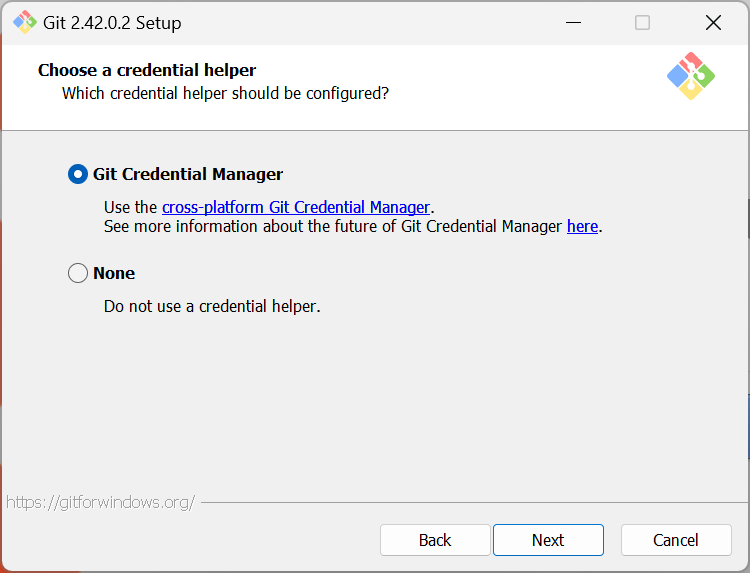 Git 2.42.0.2 Setup
Choose a credential helper
Which credential helper should be configured?
Git Credential Manager
Use the cross-platform Git Credential Manager.
See more information about the future of Git Credential Manager here.
None
Do not use a credential helper.
https://gitforwindows.org/
Back Next Cancel